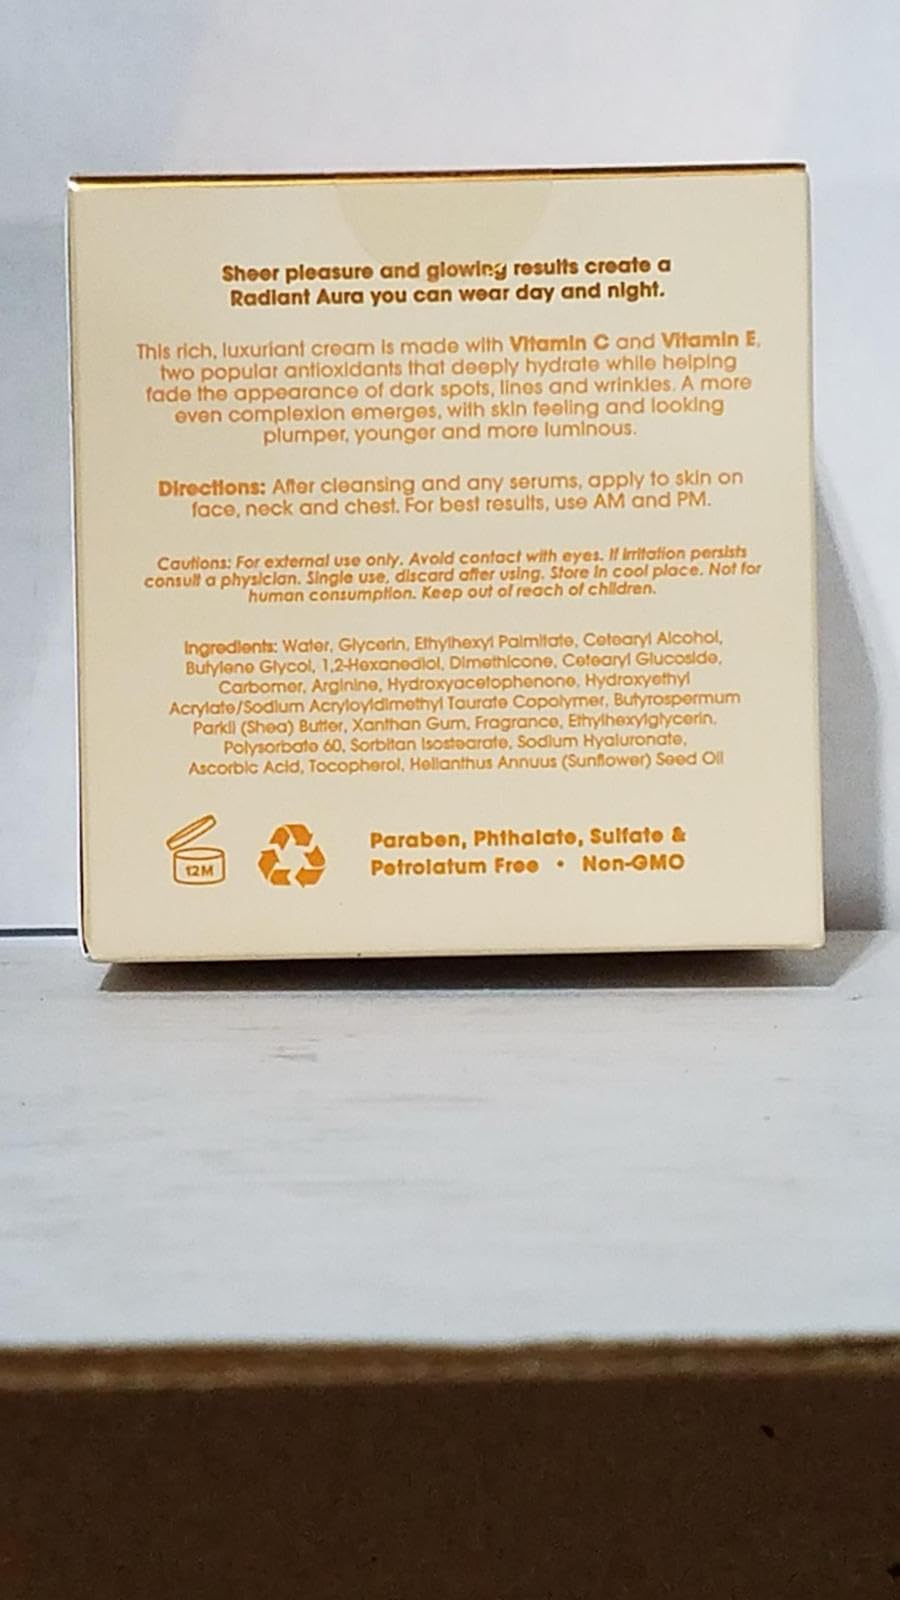 Sheer pleasure and glowing results create a
Radiant Aura you can wear day and night.
This rich, luxuriant cream is made with Vitamin C and Vitamin E,
two popular antioxidants that deeply hydrate while helping
fade the appearance of dark spots, lines and wrinkles. A more
even complexion emerges, with skin feeling and looking
plumper, younger and more luminous.
Directions: After cleansing and any serums, apply to skin on
face, neck and chest. For best results, use AM and PM.
Cautions: For external use only. Avoid contact with eyes. If irritation persists
consult a physician. Single use, discard after using. Store in cool place. Not for
human consumption. Keep out of reach of children.
Ingredients: Water, Glycerin, Ethylhexyl Palmitate, Cetearyl Alcohol,
Butylene Glycol, 1,2-Hexanediol, Dimethicone, Cetearyl Glucoside,
Carbomer, Arginine, Hydroxyacetophenone, Hydroxyethyl
Acrylate/Sodium Acryloyldimethyl Taurate Copolymer, Butyrospermum
Parkii (Shea) Butter, Xanthan Gum, Fragrance, Ethylhexylglycerin,
Polysorbate 60, Sorbitan Isostearate, Sodium Hyaluronate,
Ascorbic Acid, Tocopherol, Helianthus Annuus (Sunflower) Seed Oil
12M
Paraben, Phthalate, Sulfate &
Petrolatum Free • Non-GMO